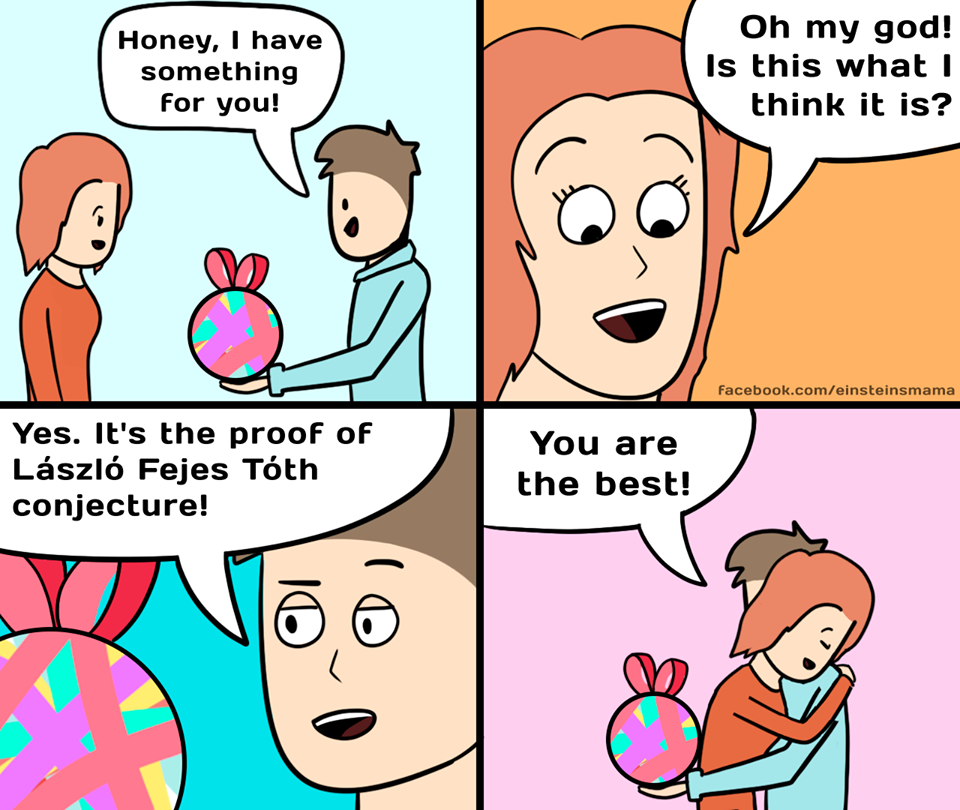 Honey, I have
something
for you!
Oh my god!
Is this what I
think it is?
facebook.com/einsteinsmama
Yes. It's the proof of
László Fejes Tóth
conjecture!
You are
the best!